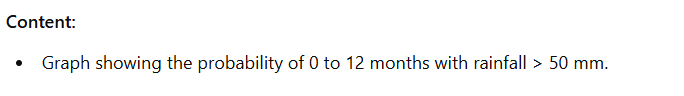 Content:
• Graph showing the probability of 0 to 12 months with rainfall > 50 mm.